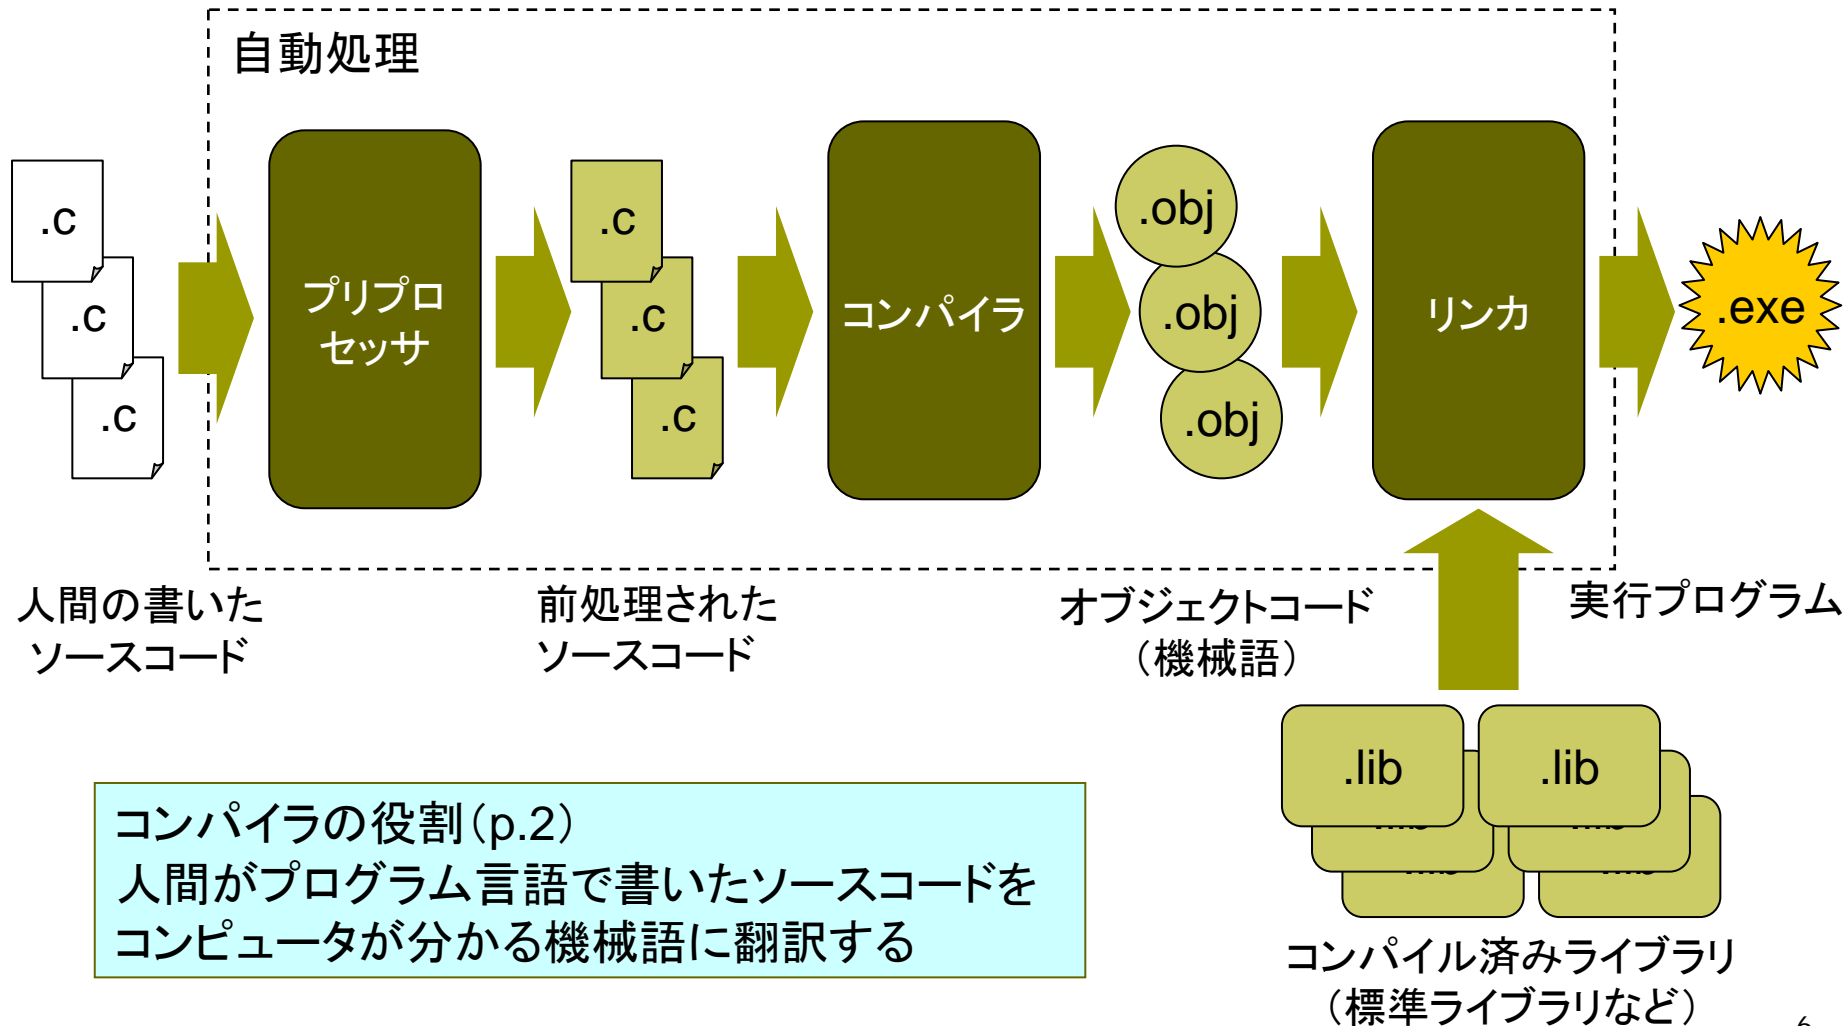 自動処理
.c
.c
.c
プリプロ
セッサ
.c
.c
.c
コンパイラ
.obj
.obj
.obj
リンカ
.exe
人間の書いた
ソースコード
前処理された
ソースコード
オブジェクトコード
（機械語）
実行プログラム
.lib
.lib
コンパイラの役割（p.2）
人間がプログラム言語で書いたソースコードを
コンピュータが分かる機械語に翻訳する
コンパイル済みライブラリ
（標準ライブラリなど）